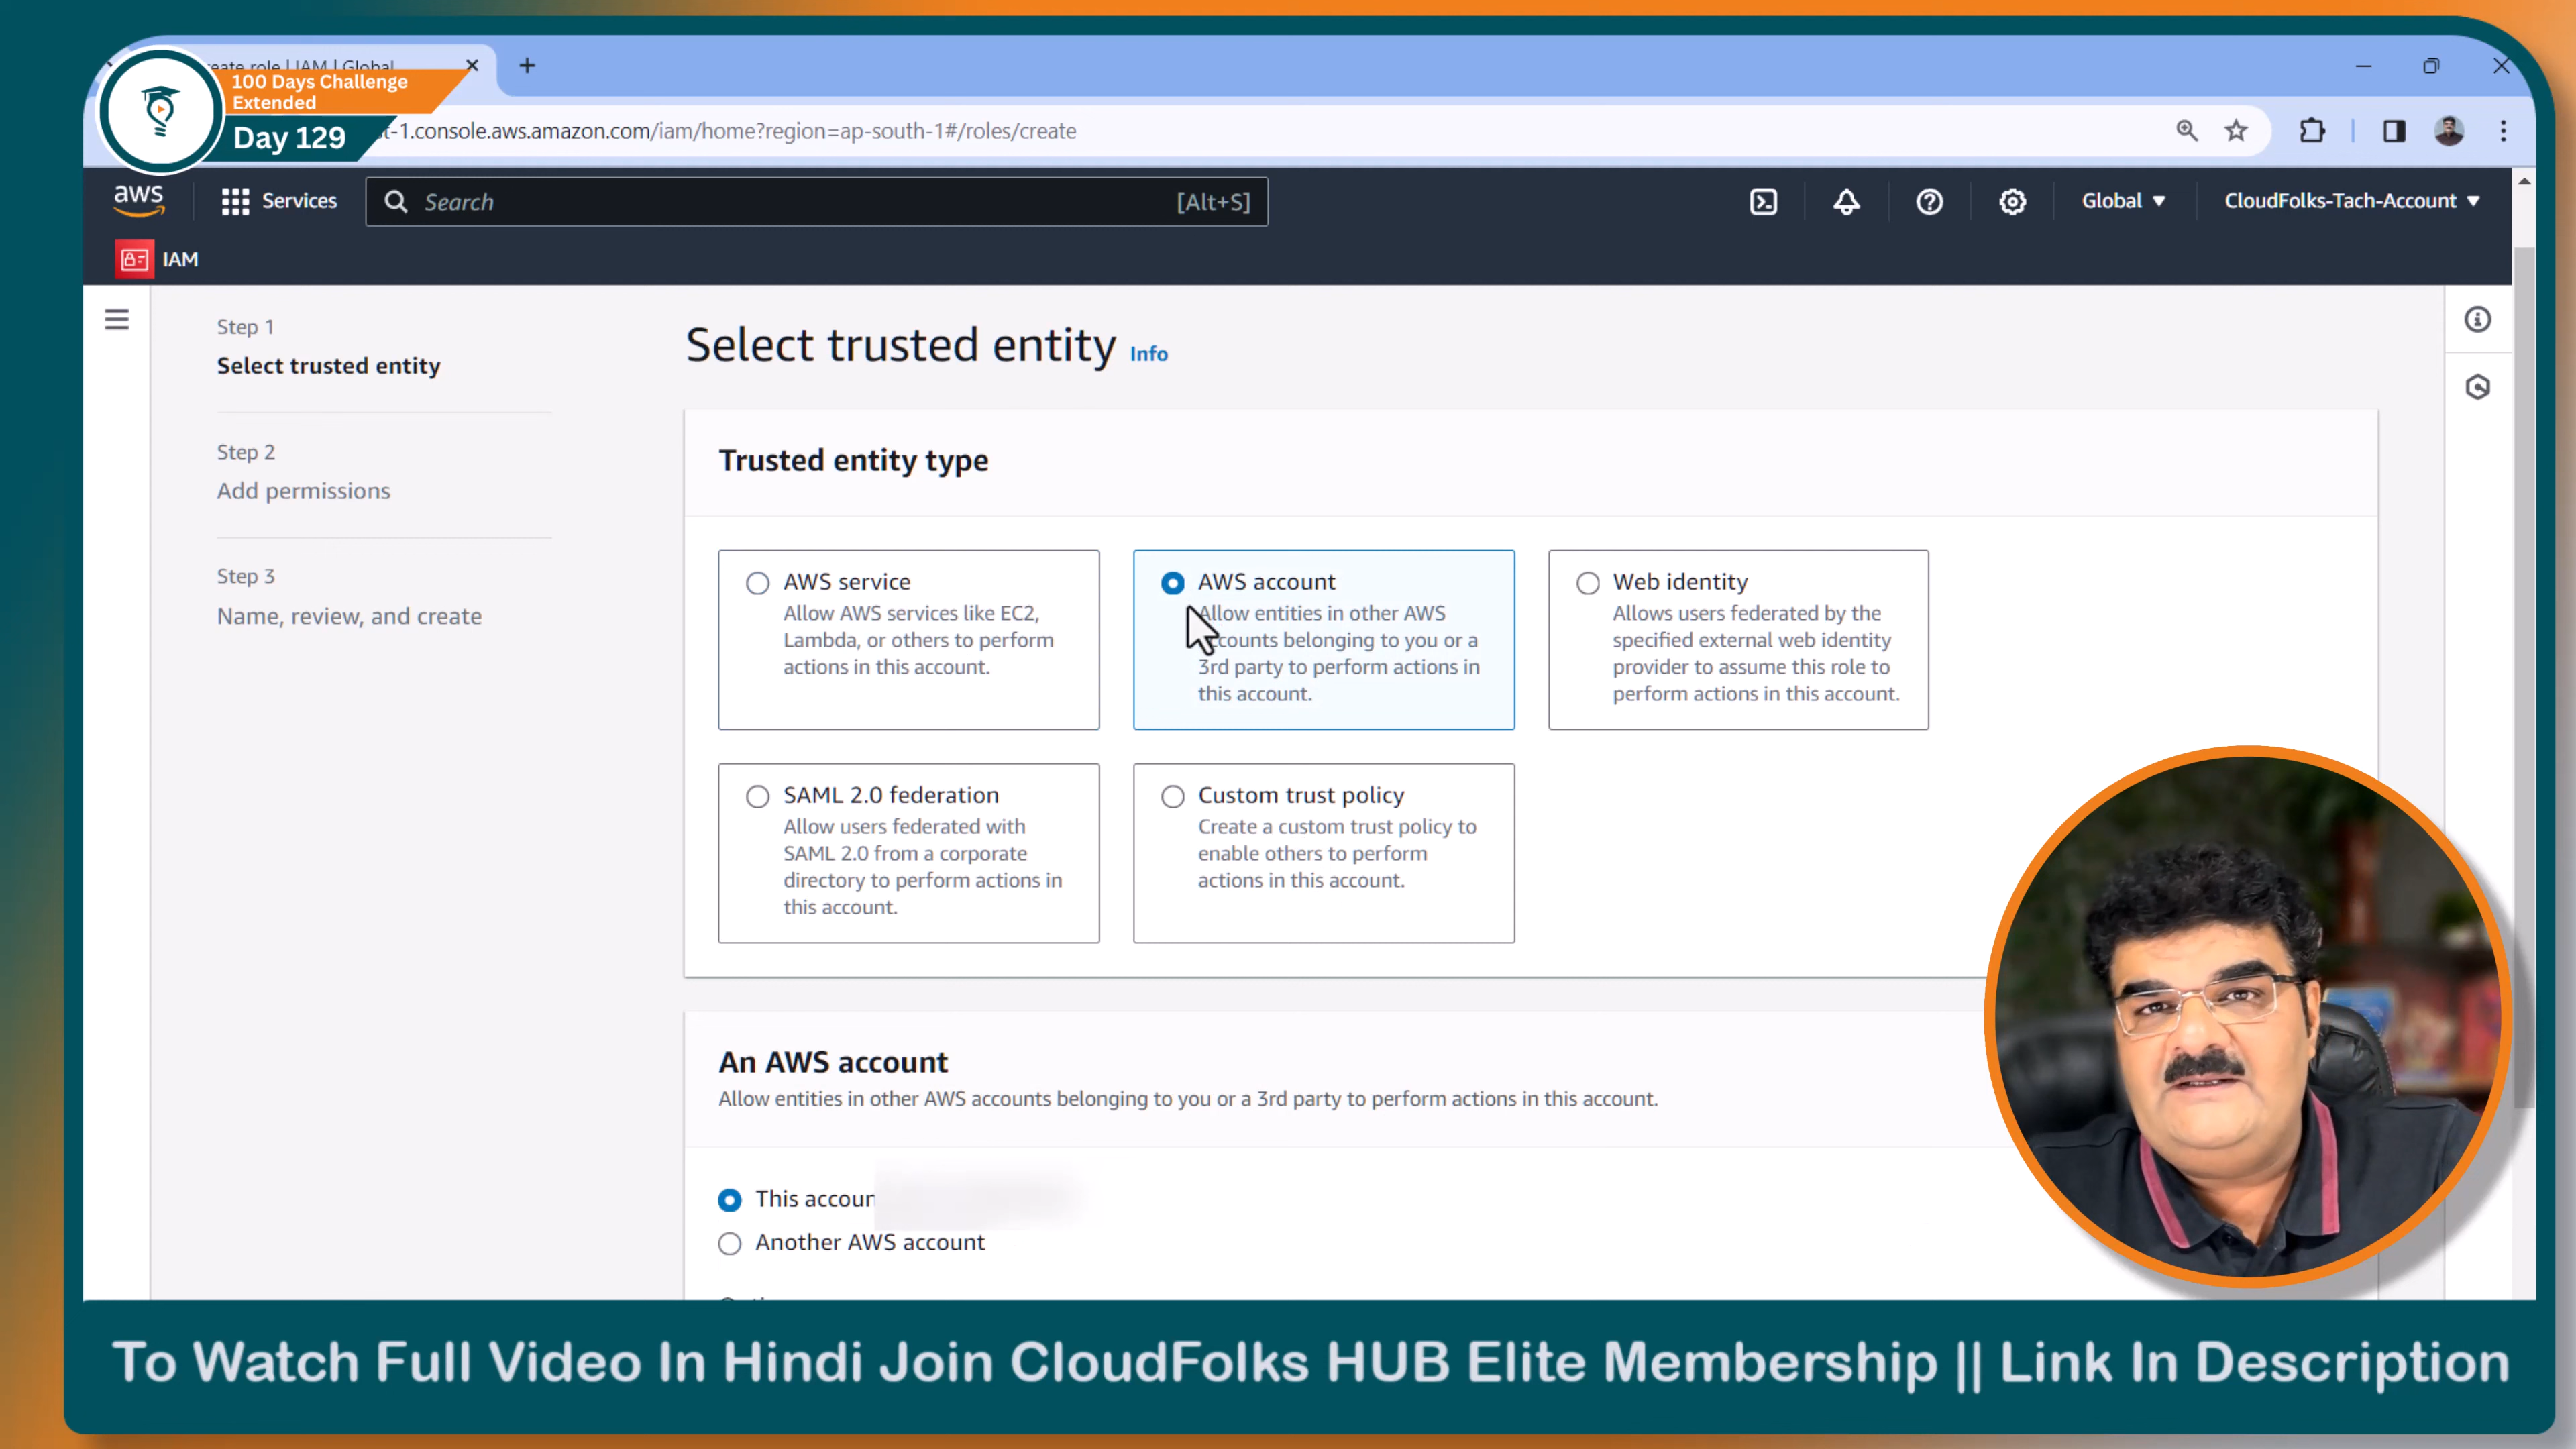 100 Days Challenge
Extended
Day 129
eate role | IAM | Global
st-1.console.aws.amazon.com/iam/home?region=ap-south-1#/roles/create
aws
Services
Search
[Alt+S]
Global
CloudFolks-Tach-Account
IAM
Step 1
Select trusted entity
Step 2
Add permissions
Step 3
Name, review, and create
Select trusted entity Info
Trusted entity type
AWS service
Allow AWS services like EC2,
Lambda, or others to perform
actions in this account.
AWS account
Allow entities in other AWS
accounts belonging to you or a
3rd party to perform actions in
this account.
Web identity
Allows users federated by the
specified external web identity
provider to assume this role to
perform actions in this account.
SAML 2.0 federation
Allow users federated with
SAML 2.0 from a corporate
directory to perform actions in
this account.
Custom trust policy
Create a custom trust policy to
enable others to perform
actions in this account.
An AWS account
Allow entities in other AWS accounts belonging to you or a 3rd party to perform actions in this account.
This accoun
Another AWS account
To Watch Full Video In Hindi Join CloudFolks HUB Elite Membership || Link In Description